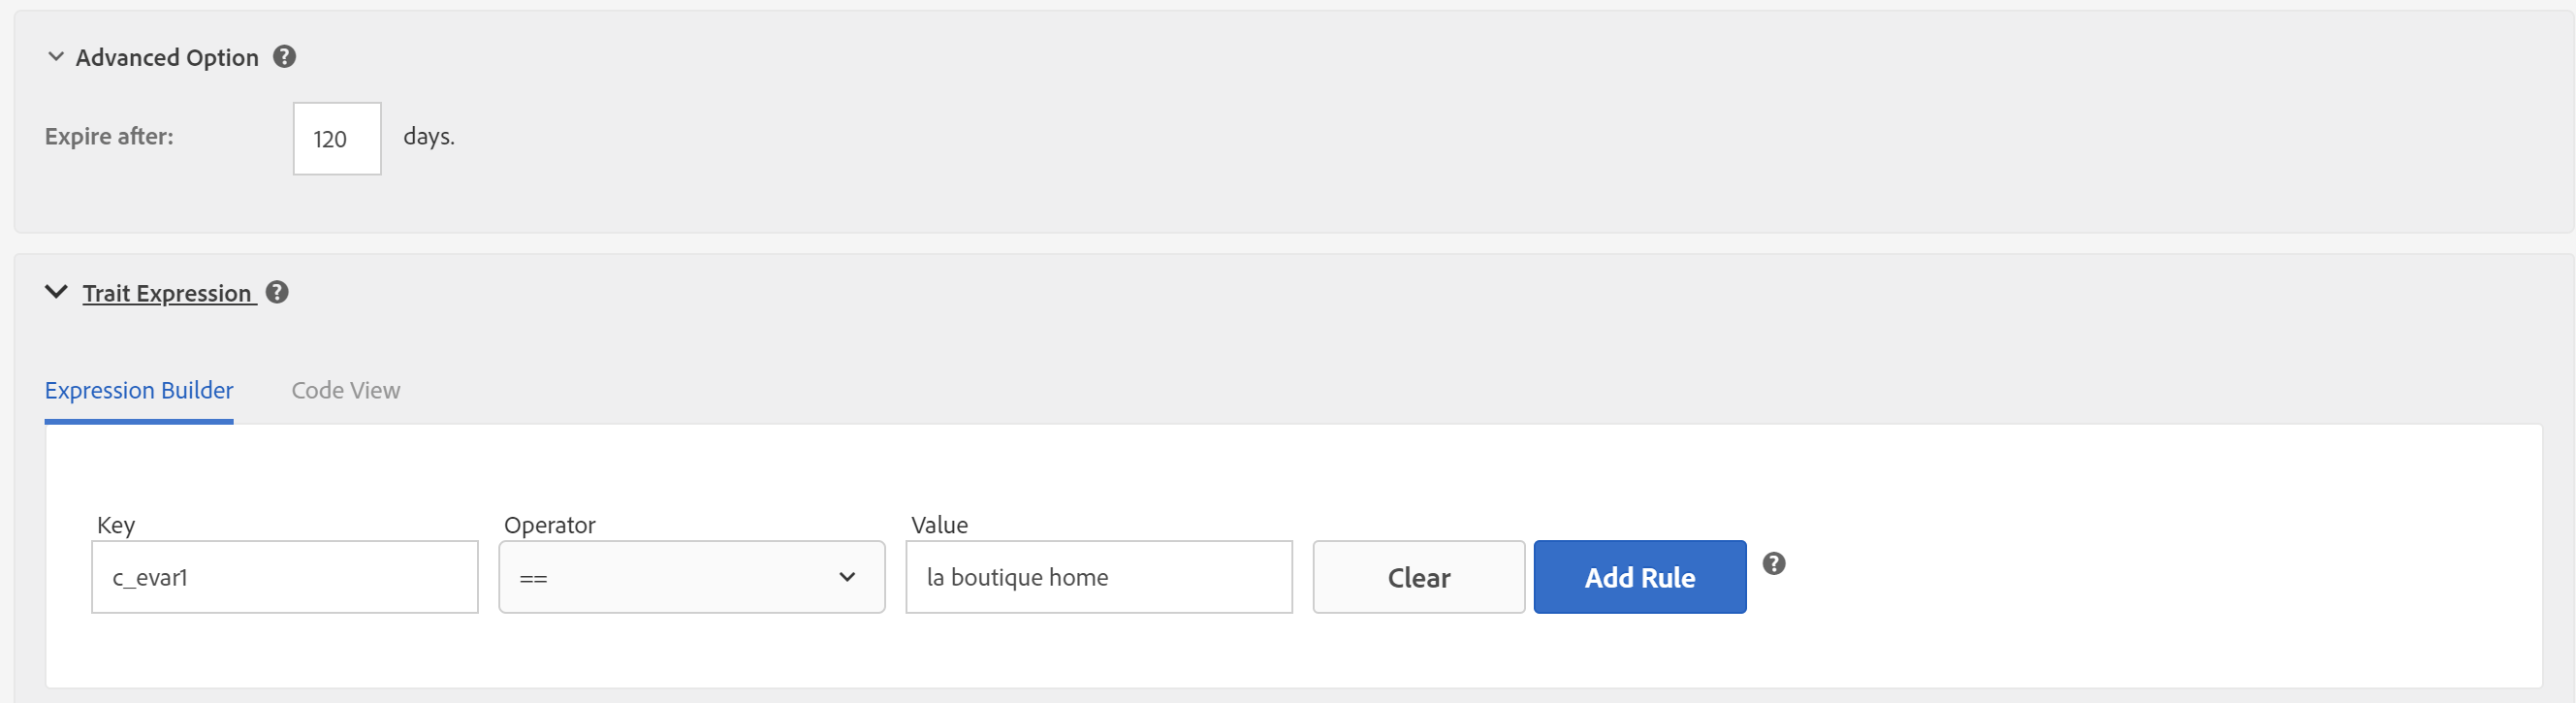 Advanced Option ?
Expire after: 120 days.
Trait Expression ?
Expression Builder Code View
Key Operator Value
c_evar1 == la boutique home Clear Add Rule ?